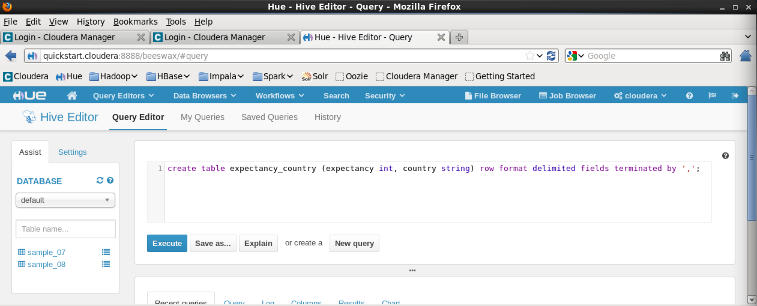 Hue - Hive Editor - Query - Mozilla Firefox
File Edit View History Bookmarks Tools Help
Login - Cloudera Manager Login - Cloudera Manager Hue - Hive Editor - Query
quickstart.cloudera:8888/beeswax/#query Google
Cloudera Hue Hadoop HBase Impala Spark Solr Oozie Cloudera Manager Getting Started
HUE Query Editors Data Browsers Workflows Search Security File Browser Job Browser cloudera
Hive Editor Query Editor My Queries Saved Queries History
Assist Settings
DATABASE
default
Table name...
sample_07
sample_08
1 create table expectancy_country (expectancy int, country string) row format delimited fields terminated by ',';
Execute Save as... Explain or create a New query
Recent queries Query Log Columns Results Chart